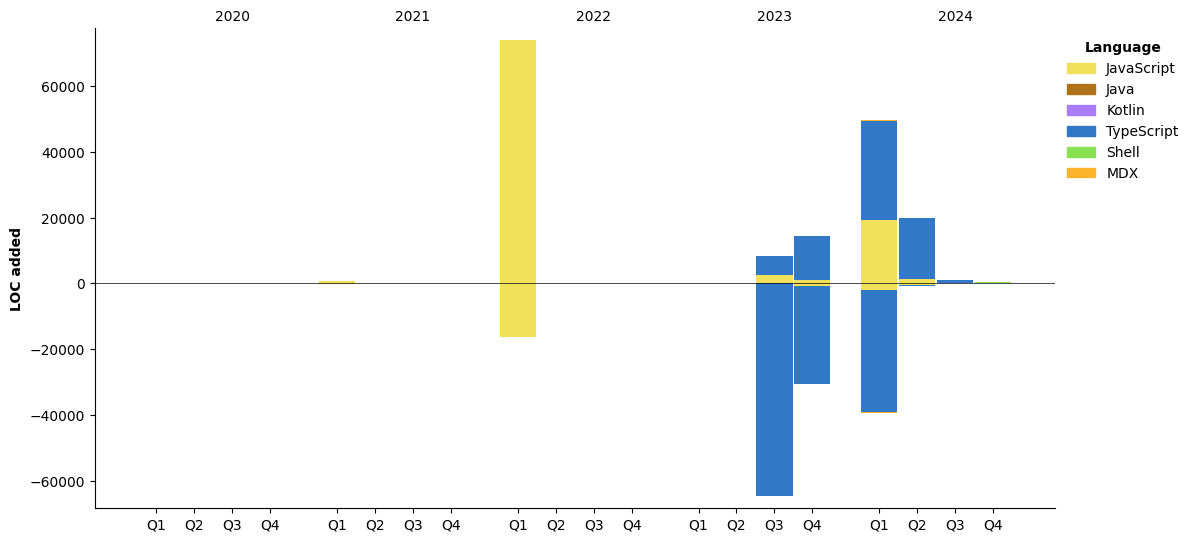 2020 2021 2022 2023 2024
Language
JavaScript
Java
Kotlin
TypeScript
Shell
MDX
LOC added
60000
40000
20000
0
−20000
−40000
−60000
Q1 Q2 Q3 Q4 Q1 Q2 Q3 Q4 Q1 Q2 Q3 Q4 Q1 Q2 Q3 Q4 Q1 Q2 Q3 Q4